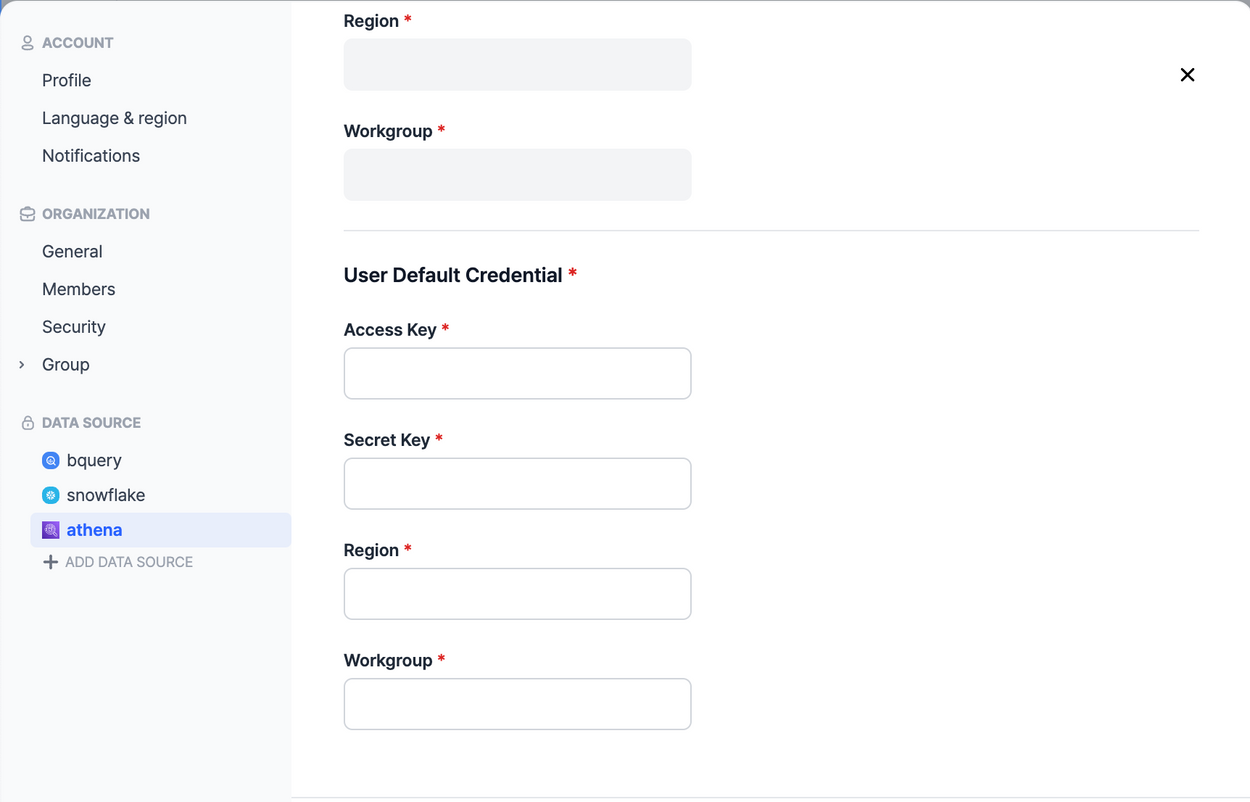 ACCOUNT
Profile
Language & region
Notifications
ORGANIZATION
General
Members
Security
Group
DATA SOURCE
bquery
snowflake
athena
ADD DATA SOURCE
Region *
Workgroup *
User Default Credential *
Access Key *
Secret Key *
Region *
Workgroup *